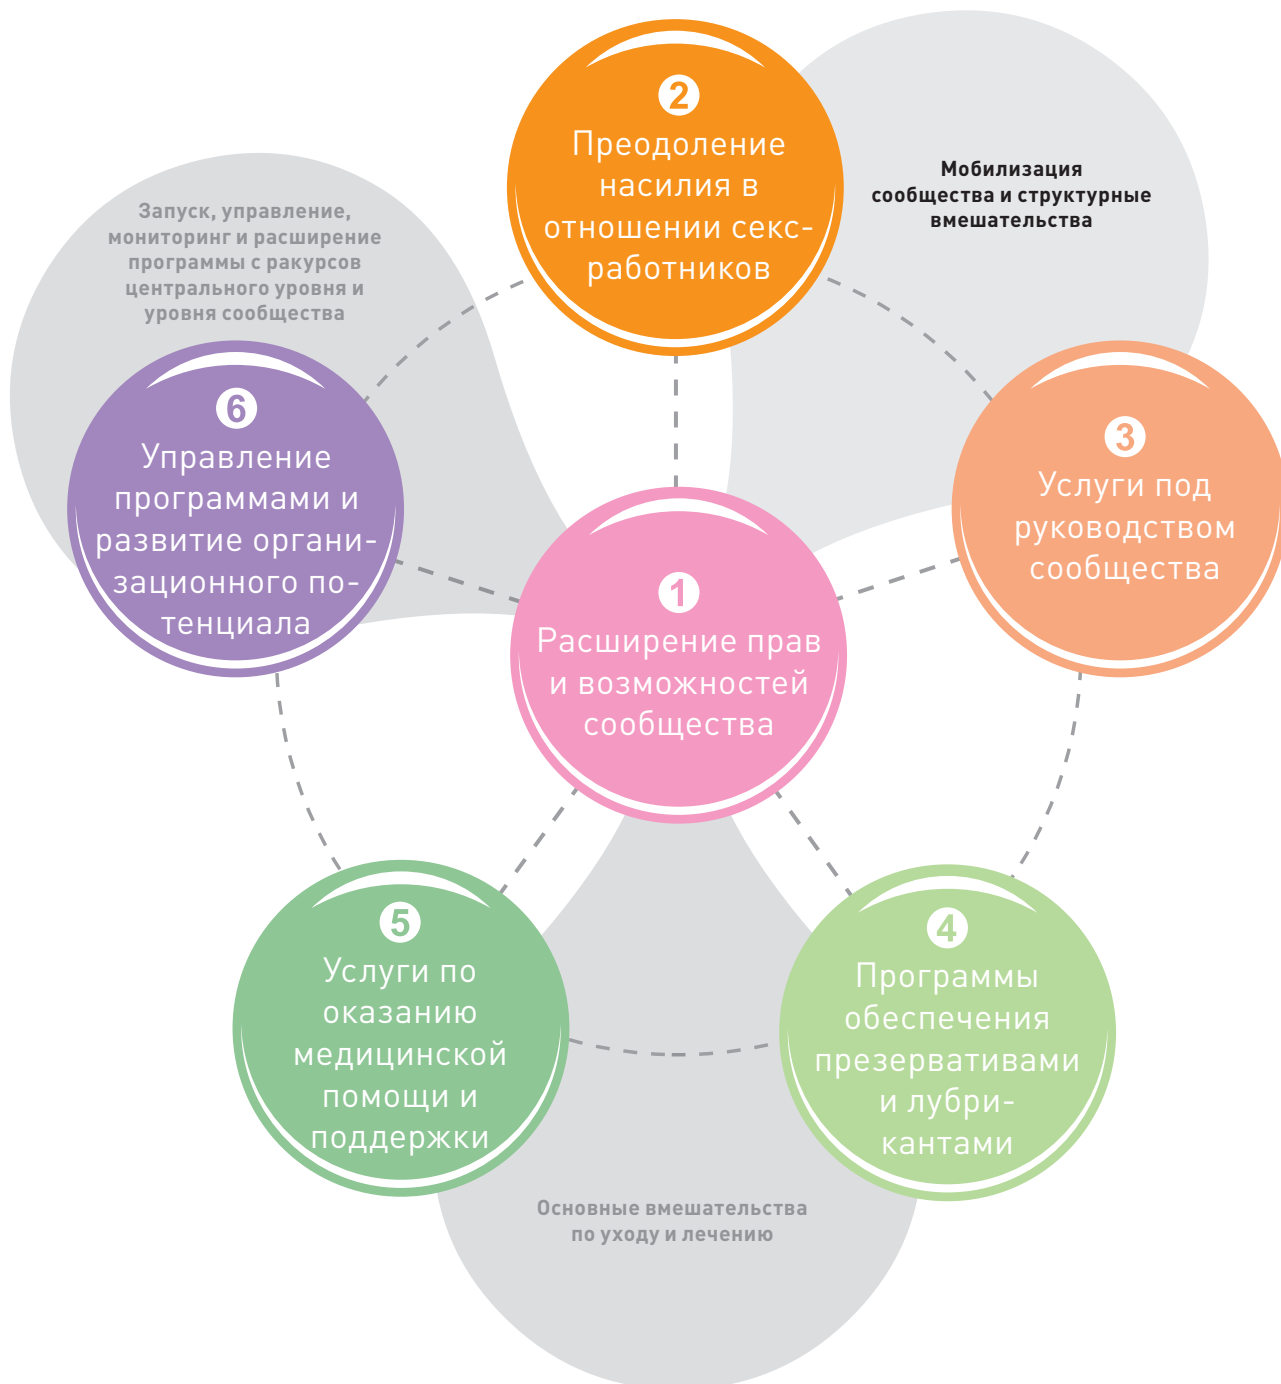 2
Преодоление
насилия в
отношении секс-
работников
Мобилизация
сообщества и структурные
вмешательства
Запуск, управление,
мониторинг и расширение
программы с ракурсов
центрального уровня и
уровня сообщества
6
Управление
программами и
развитие органи-
зационного по-
тенциала
3
Услуги под
руководством
сообщества
1
Расширение прав
и возможностей
сообщества
5
Услуги по
оказанию
медицинской
помощи и
поддержки
4
Программы
обеспечения
презервативами
и лубри-
кантами
Основные вмешательства
по уходу и лечению